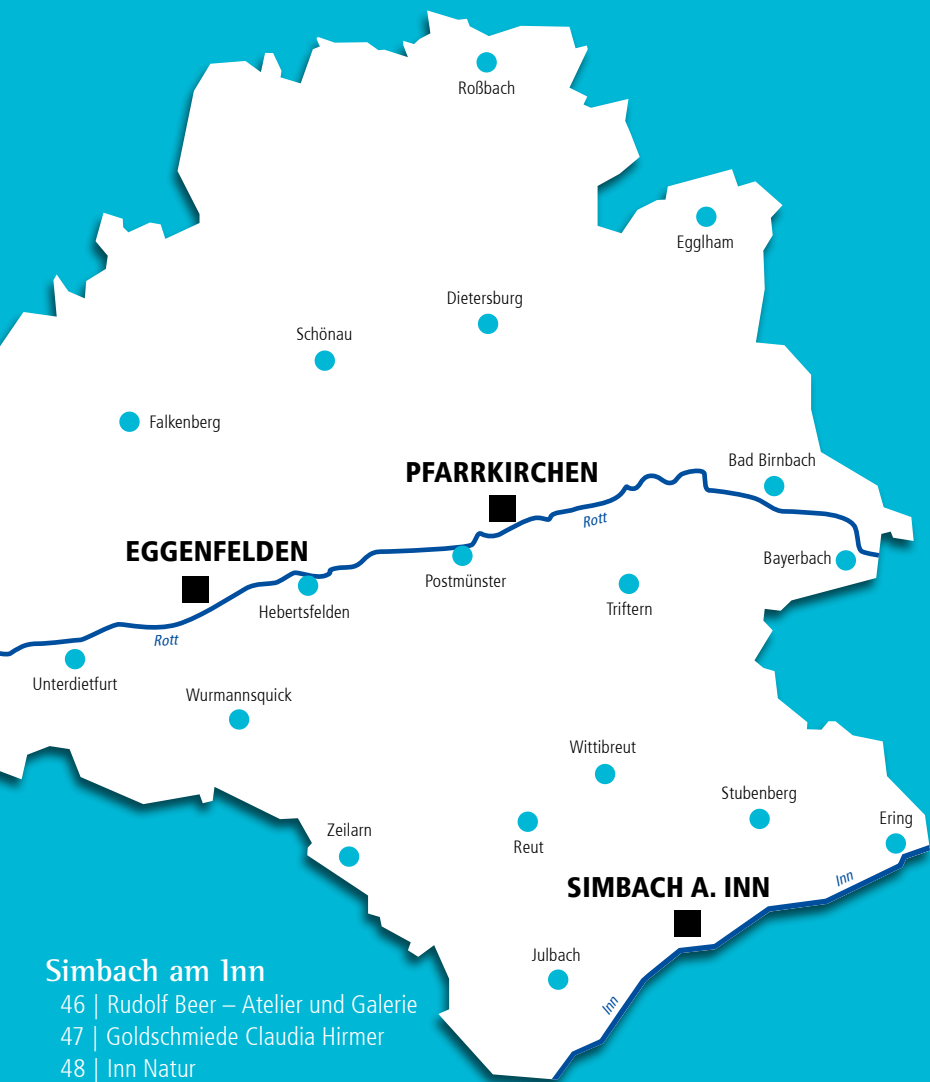 Roßbach
Egglham
Dietersburg
Schönau
Falkenberg
Bad Birnbach
PFARRKIRCHEN
Rott
EGGENFELDEN
Bayerbach
Postmünster
Triftern
Hebertsfelden
Rott
Unterdietfurt
Wurmannsquick
Wittibreut
Stubenberg
Ering
Zeilarn
Reut
Inn
SIMBACH A. INN
Julbach
Inn
Simbach am Inn
46 | Rudolf Beer – Atelier und Galerie
47 | Goldschmiede Claudia Hirmer
48 | Inn Natur